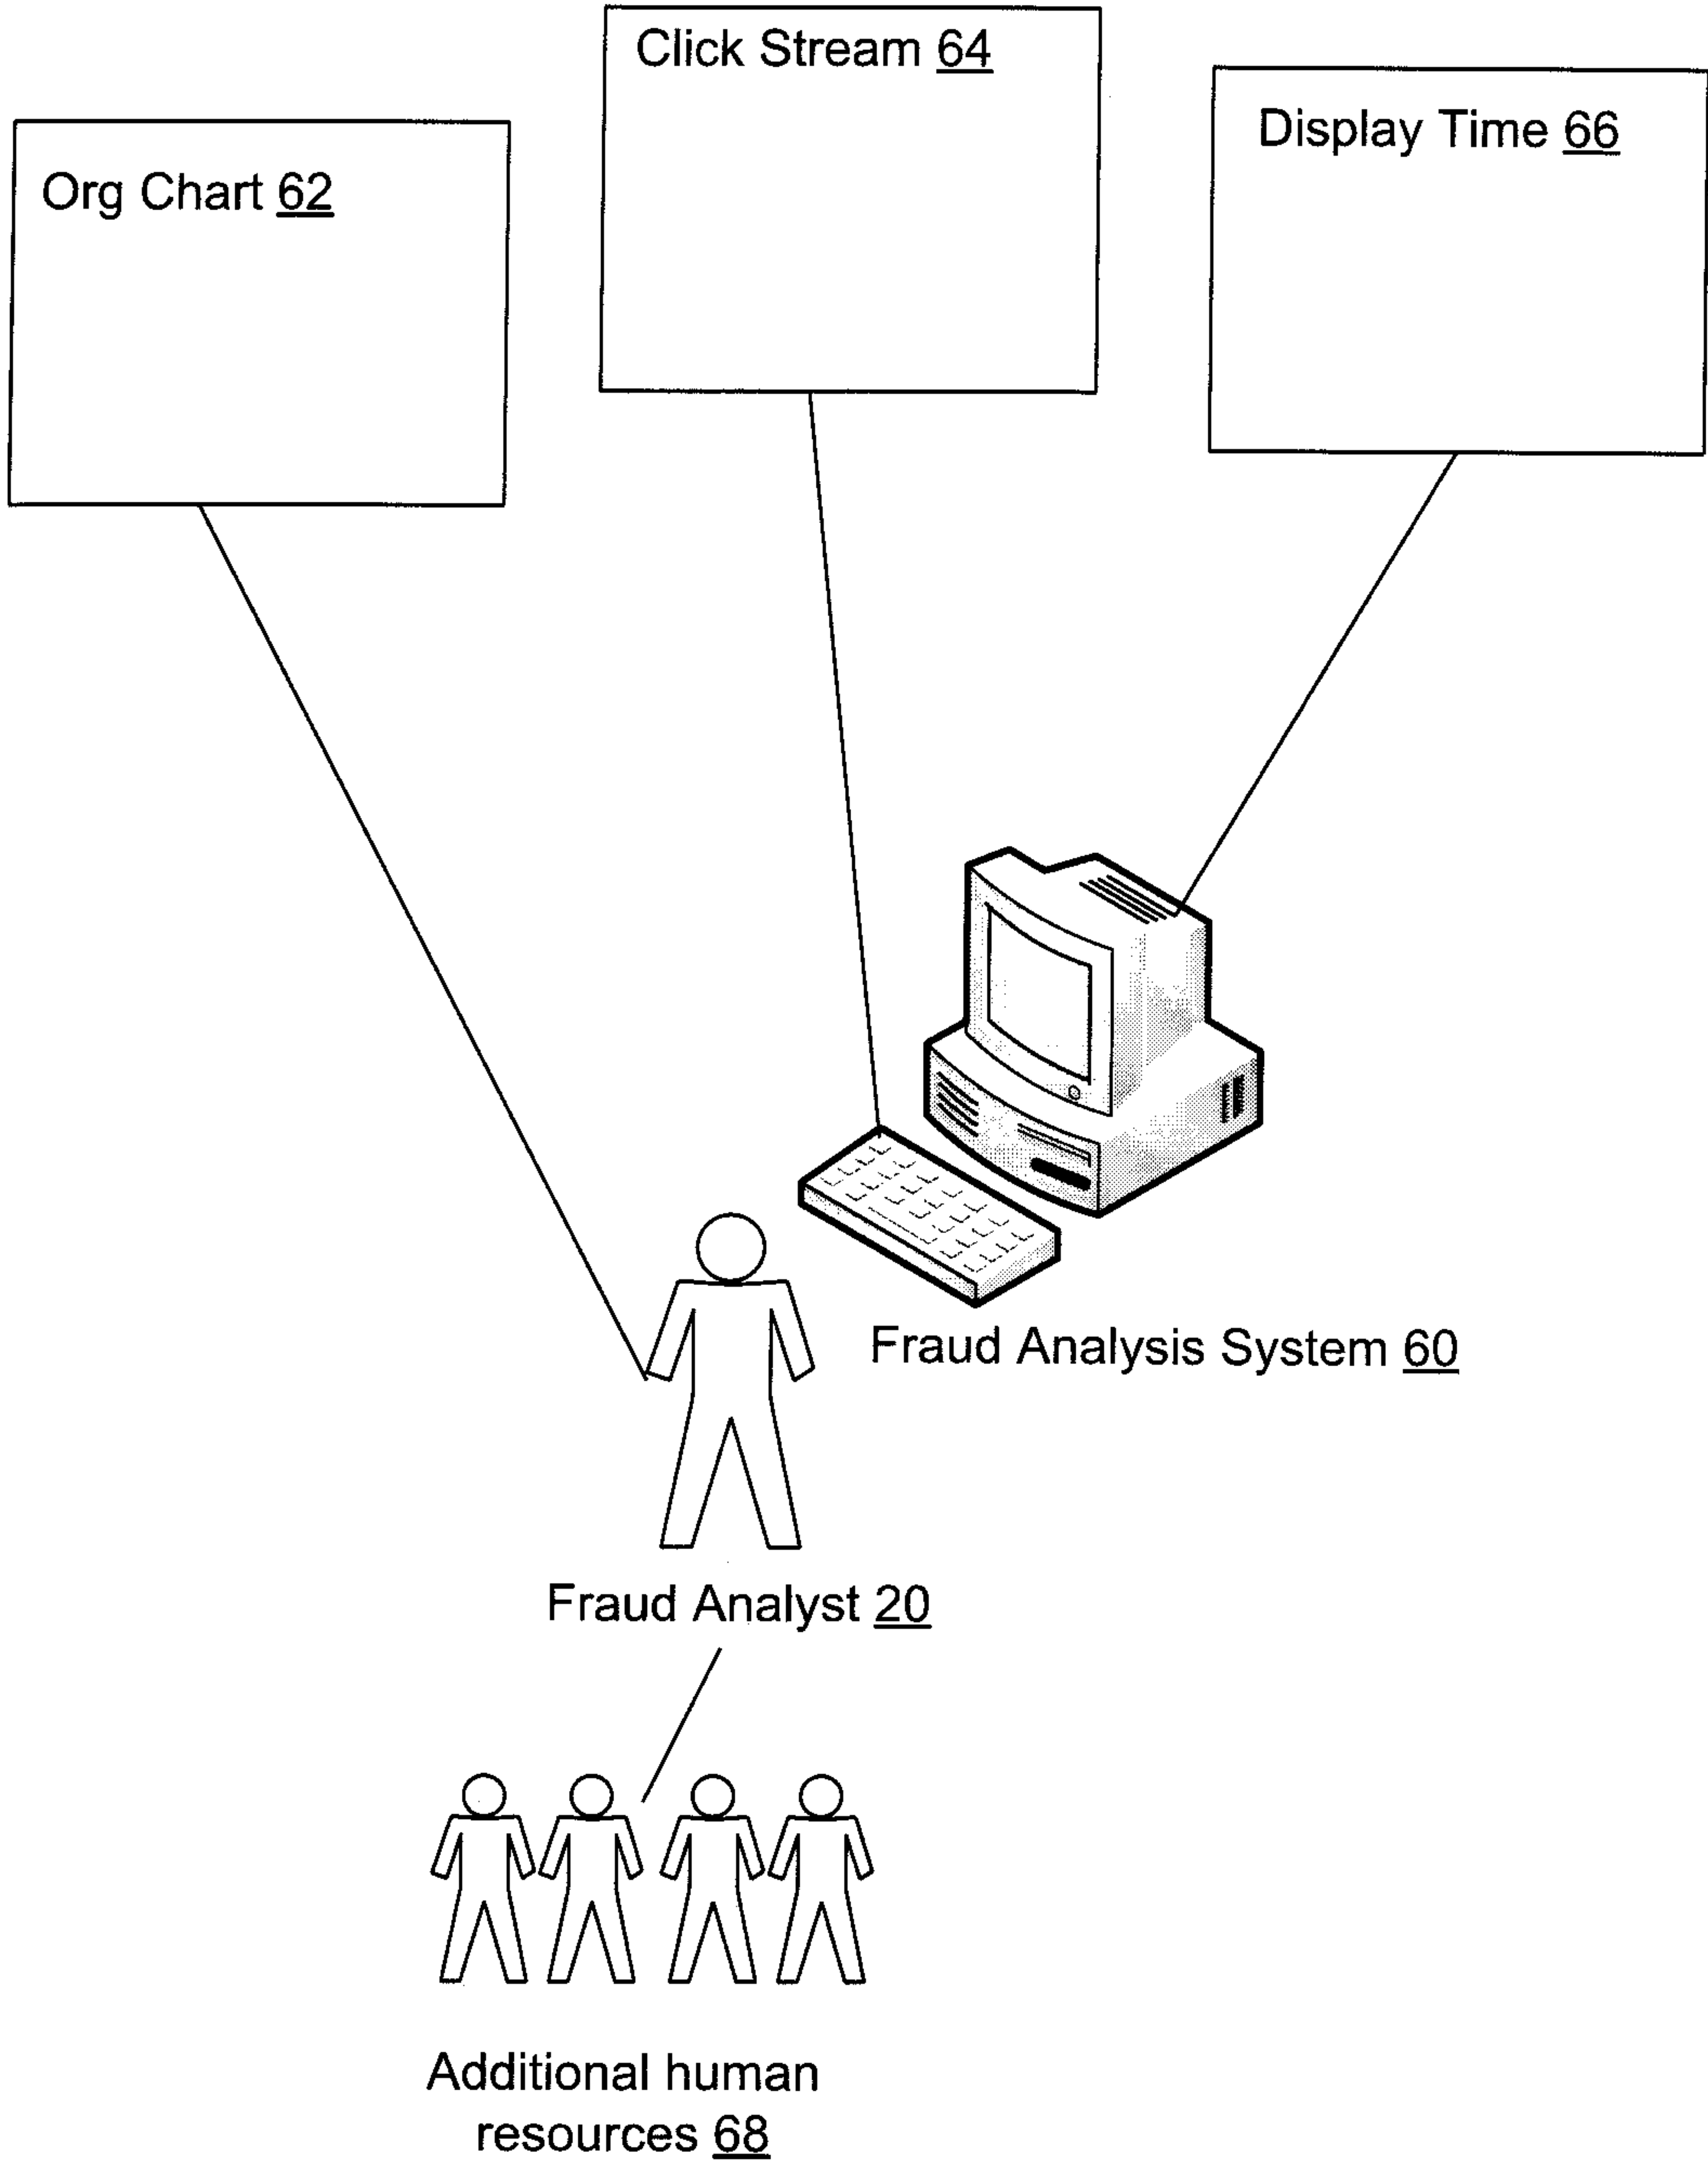 Click Stream 64
Display Time 66
Org Chart 62
Fraud Analysis System 60
Fraud Analyst 20
Additional human
resources 68